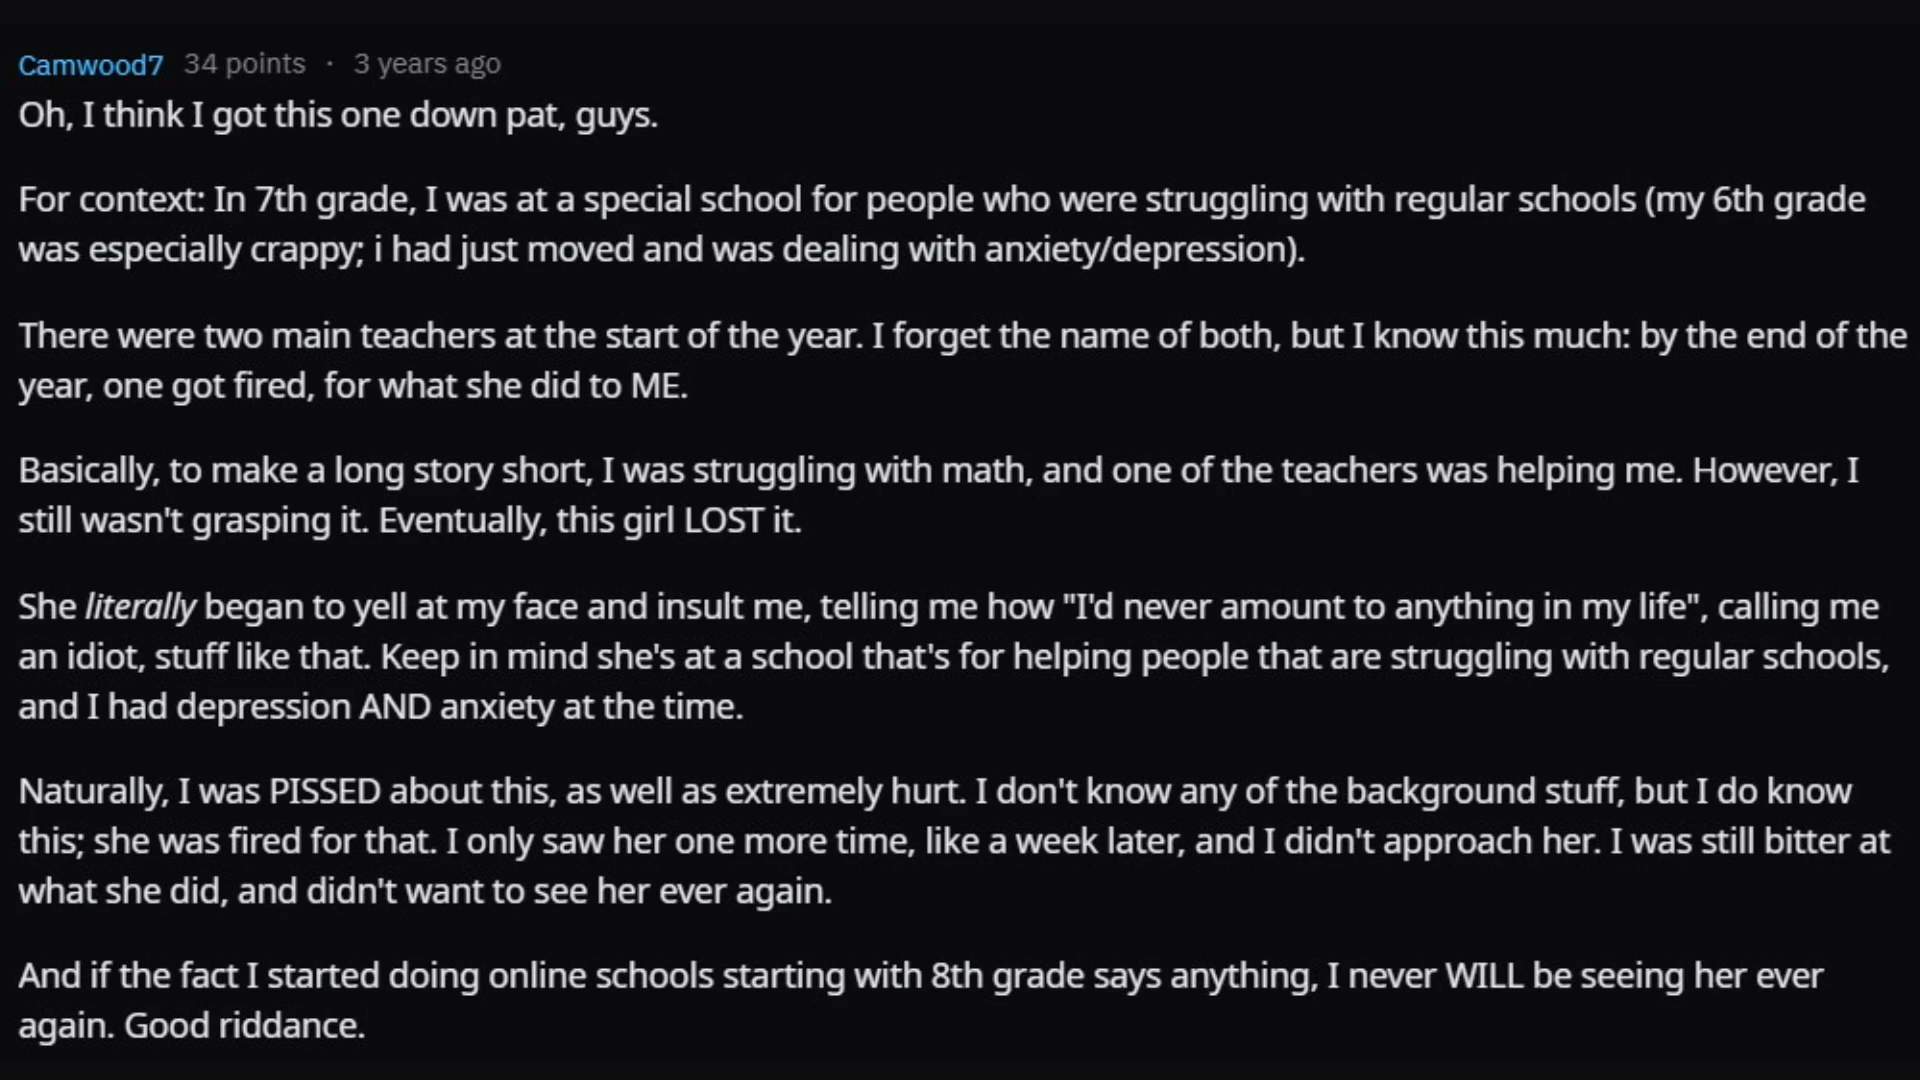 Camwood7 34 points · 3 years ago
Oh, I think I got this one down pat, guys.
For context: In 7th grade, I was at a special school for people who were struggling with regular schools (my 6th grade
was especially crappy; i had just moved and was dealing with anxiety/depression).
There were two main teachers at the start of the year. I forget the name of both, but I know this much: by the end of the
year, one got fired, for what she did to ME.
Basically, to make a long story short, I was struggling with math, and one of the teachers was helping me. However, I
still wasn't grasping it. Eventually, this girl LOST it.
She literally began to yell at my face and insult me, telling me how "I'd never amount to anything in my life", calling me
an idiot, stuff like that. Keep in mind she's at a school that's for helping people that are struggling with regular schools,
and I had depression AND anxiety at the time.
Naturally, I was PISSED about this, as well as extremely hurt. I don't know any of the background stuff, but I do know
this; she was fired for that. I only saw her one more time, like a week later, and I didn't approach her. I was still bitter at
what she did, and didn't want to see her ever again.
And if the fact I started doing online schools starting with 8th grade says anything, I never WILL be seeing her ever
again. Good riddance.